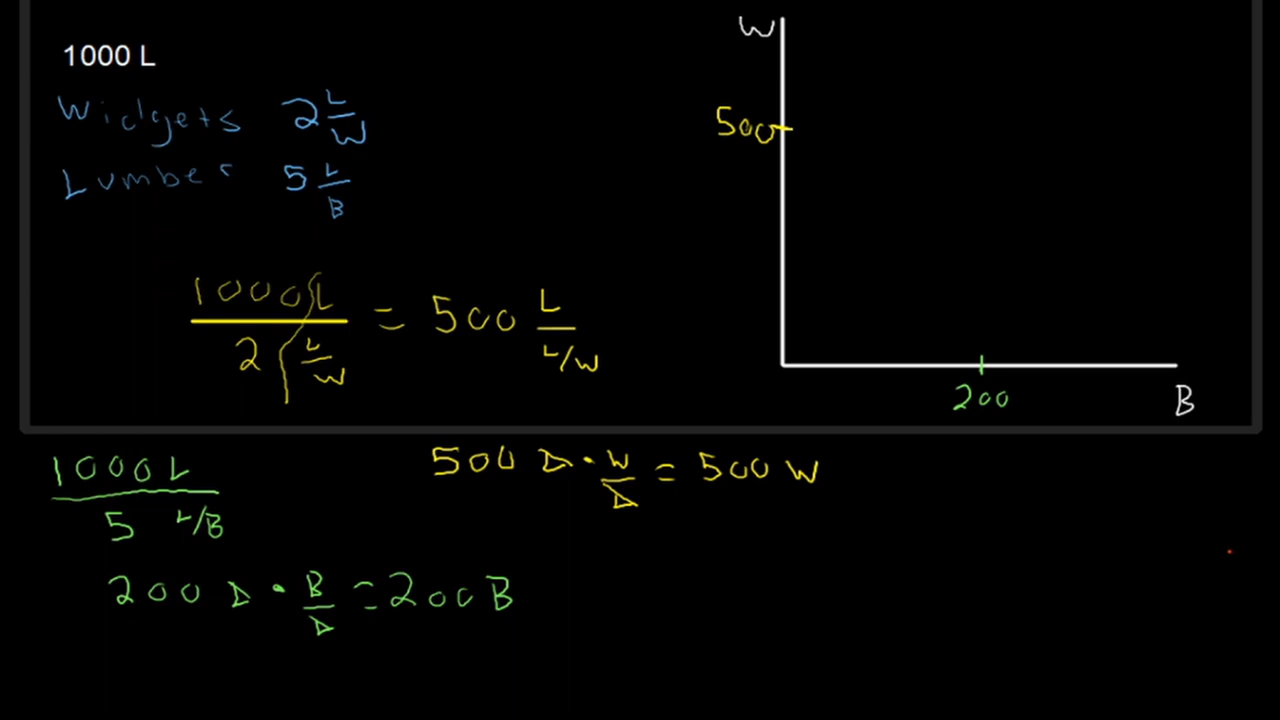 1000 L
Widgets 2 L/W
Lumber 5 L/B
1000 L / 2 L/W = 500 L / L/W
W
500
200
B
1000 L / 5 L/B
500 L · W/L = 500 W
200 L · B/L = 200 B